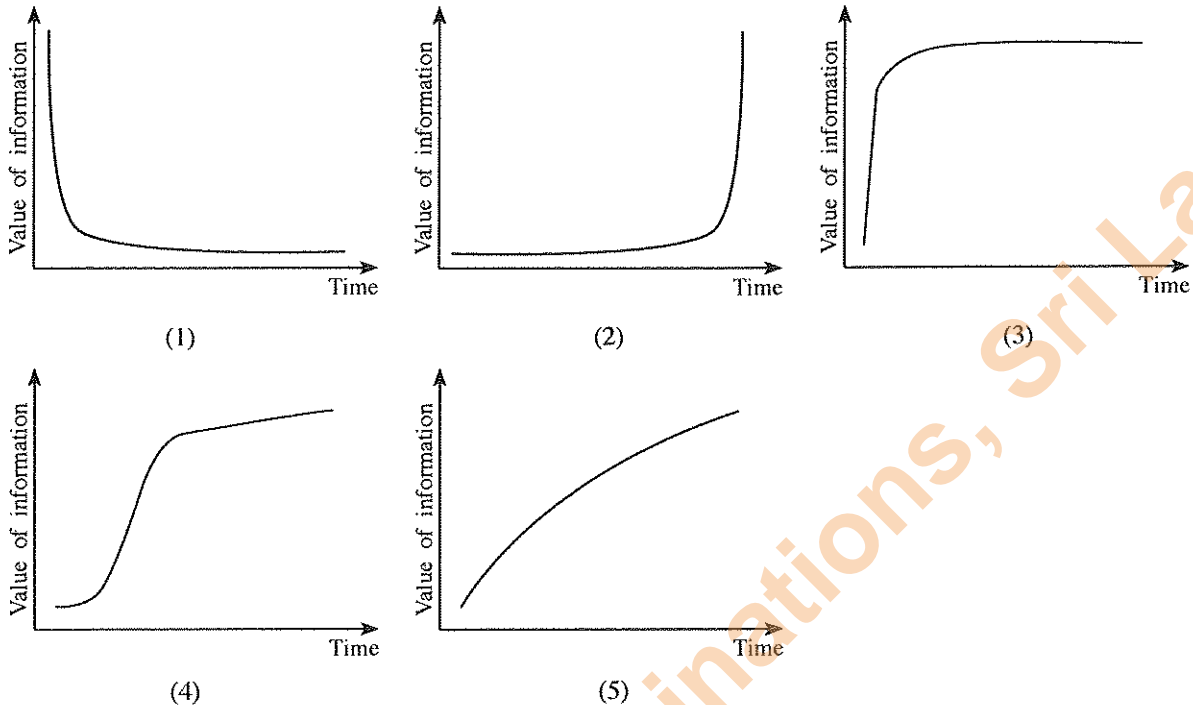 Value of information
Time
(1)
Value of information
Time
(2)
Value of information
Time
(3)
Value of information
Time
(4)
Value of information
Time
(5)
inations, Sri La